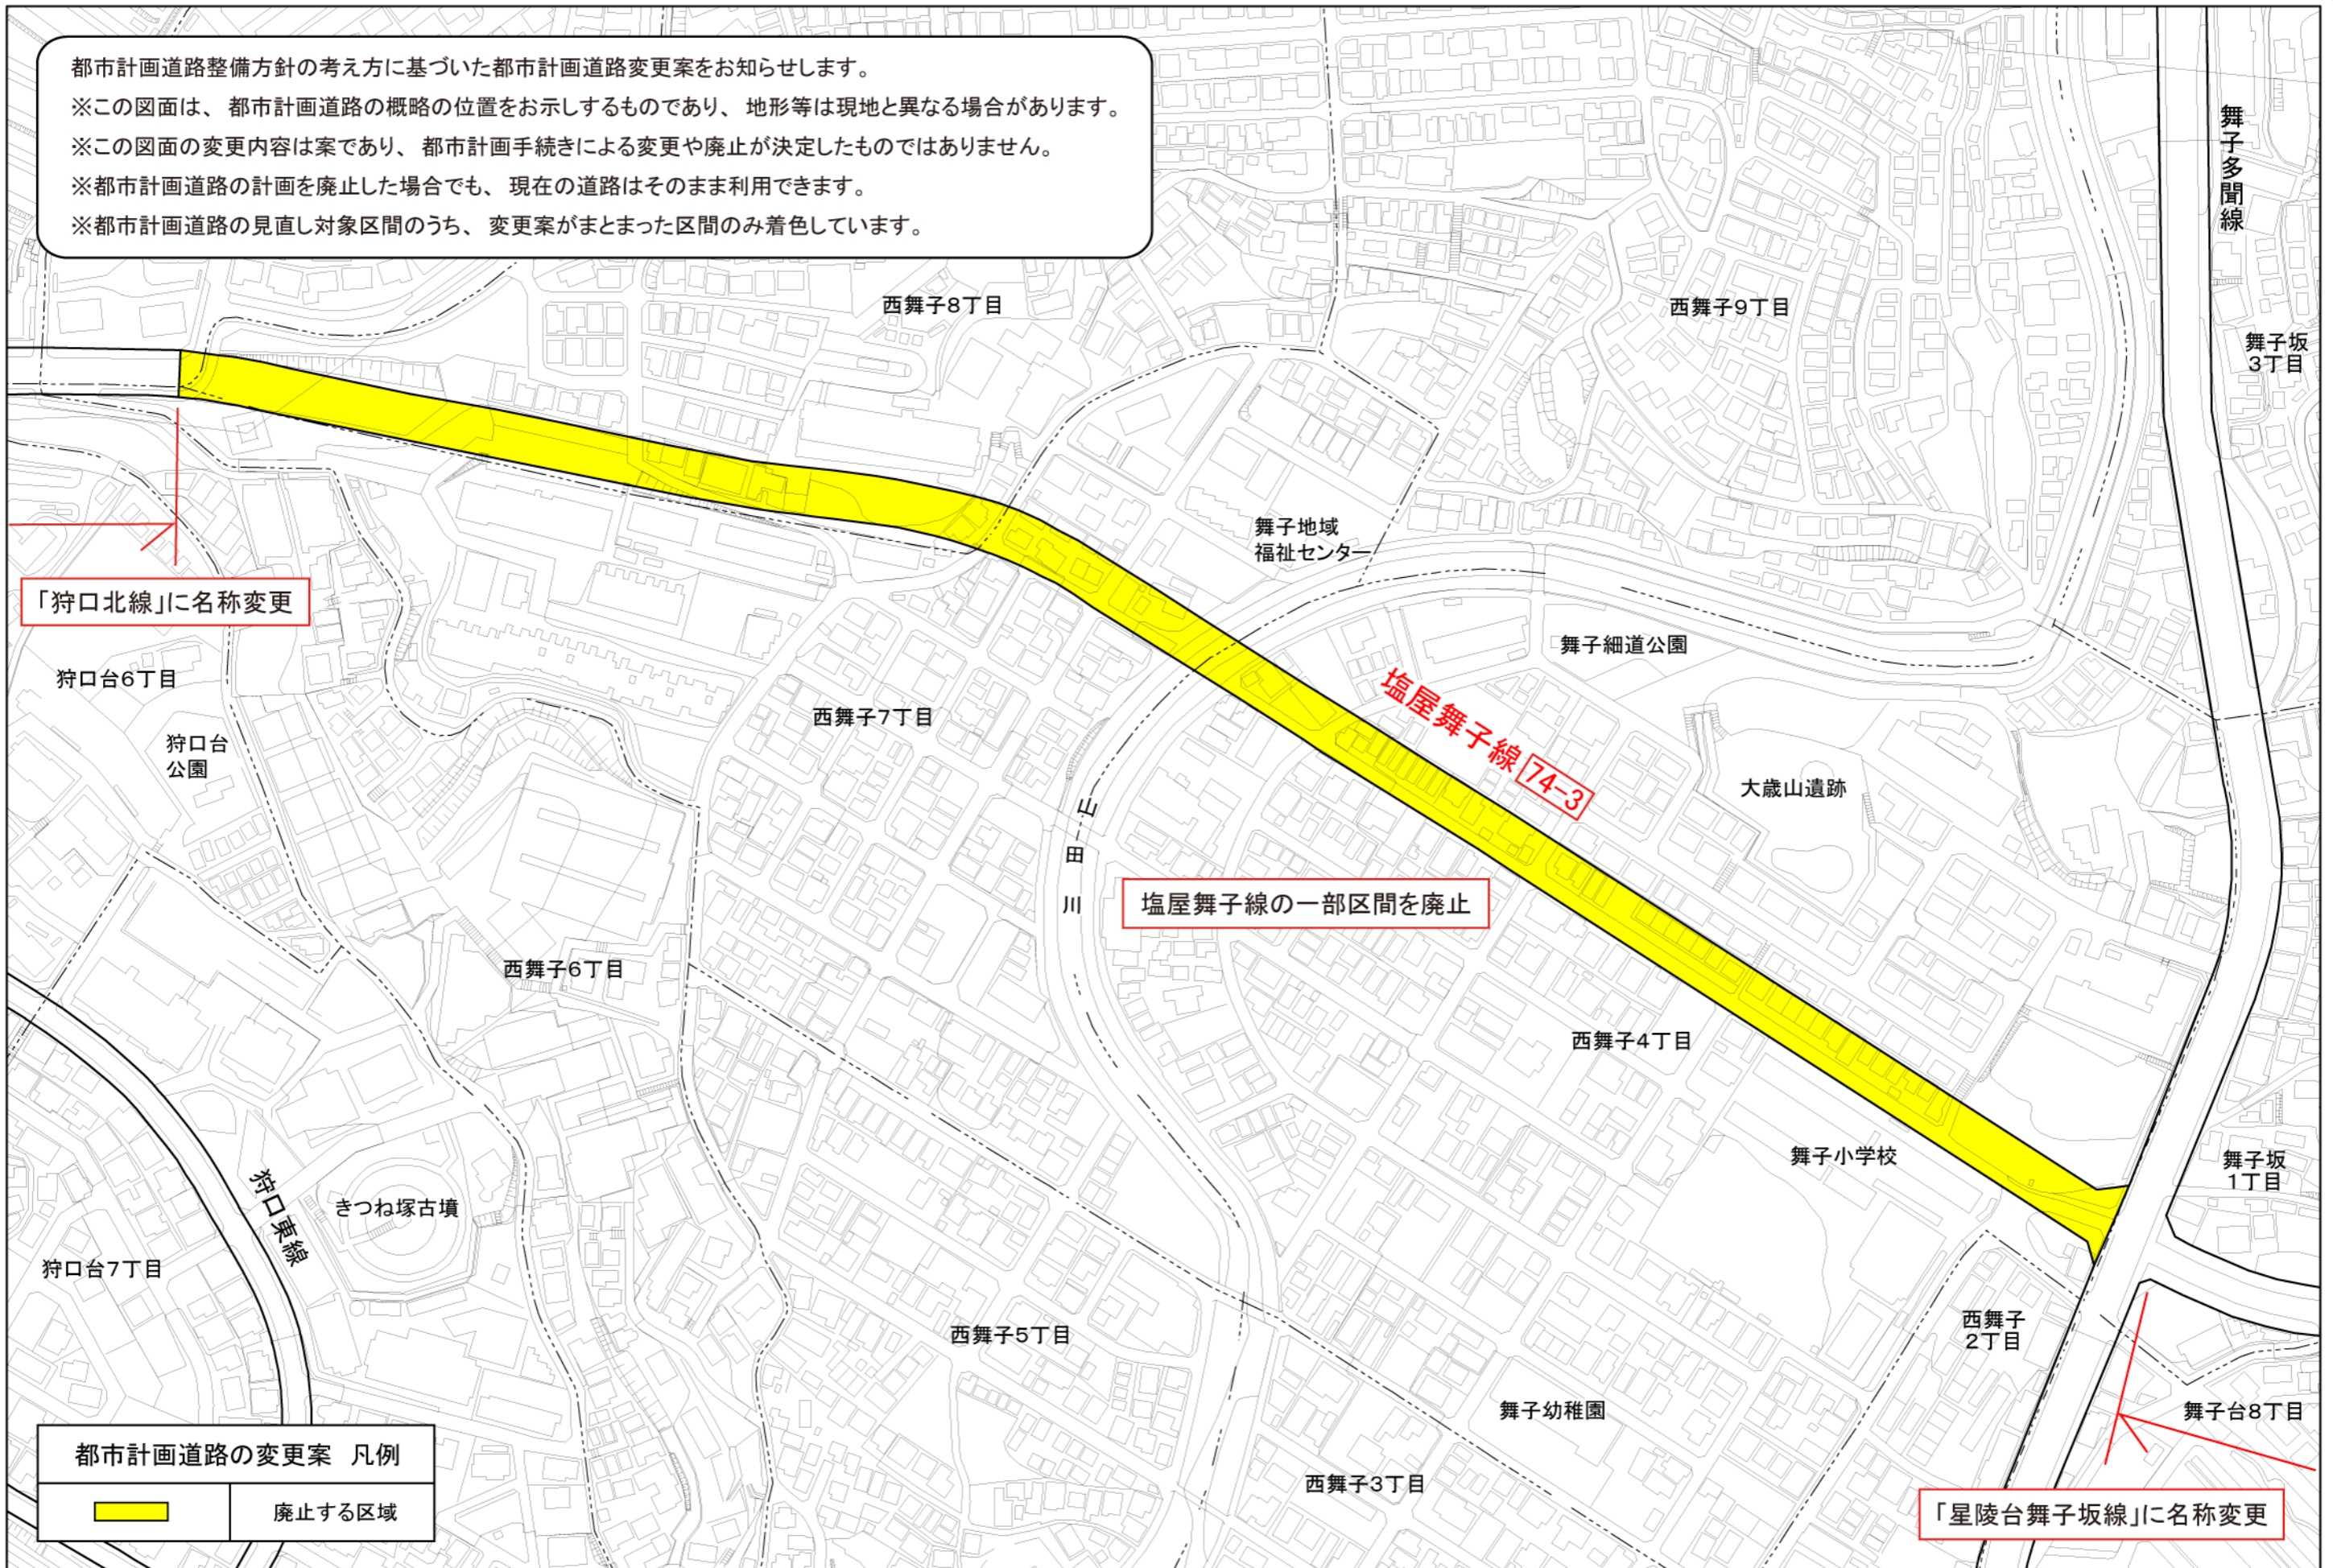 都市計画道路整備方針の考え方に基づいた都市計画道路変更案をお知らせします。
※この図面は、都市計画道路の概略の位置をお示しするものであり、地形等は現地と異なる場合があります。
※この図面の変更内容は案であり、都市計画手続きによる変更や廃止が決定したものではありません。
※都市計画道路の計画を廃止した場合でも、現在の道路はそのまま利用できます。
※都市計画道路の見直し対象区間のうち、変更案がまとまった区間のみ着色しています。
舞子多聞線
西舞子8丁目
西舞子9丁目
舞子坂
3丁目
舞子地域
福祉センター
「狩口北線」に名称変更
舞子細道公園
狩口台6丁目
西舞子7丁目
塩屋舞子線 74-3
狩口台
公園
大歳山遺跡
山田川
塩屋舞子線の一部区間を廃止
西舞子6丁目
西舞子4丁目
舞子小学校
舞子坂
1丁目
きつね塚古墳
狩口東線
狩口台7丁目
西舞子5丁目
西舞子
2丁目
舞子幼稚園
舞子台8丁目
西舞子3丁目
「星陵台舞子坂線」に名称変更
都市計画道路の変更案 凡例
廃止する区域